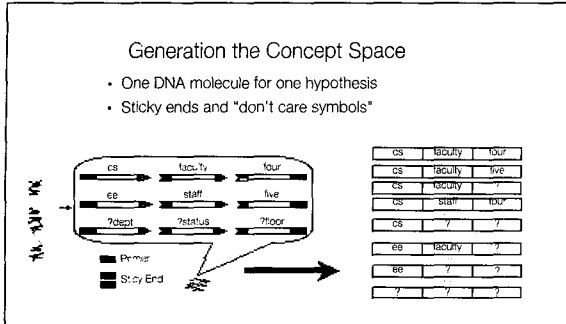 Generation the Concept Space
• One DNA molecule for one hypothesis
• Sticky ends and "don't care symbols"
cs faculty four
ee staff five
?dept ?status ?floor
Primer
Sticy End
cs faculty four
cs faculty five
cs faculty ?
cs staff four
cs ? ?
ee faculty ?
ee ? ?
? ? ?